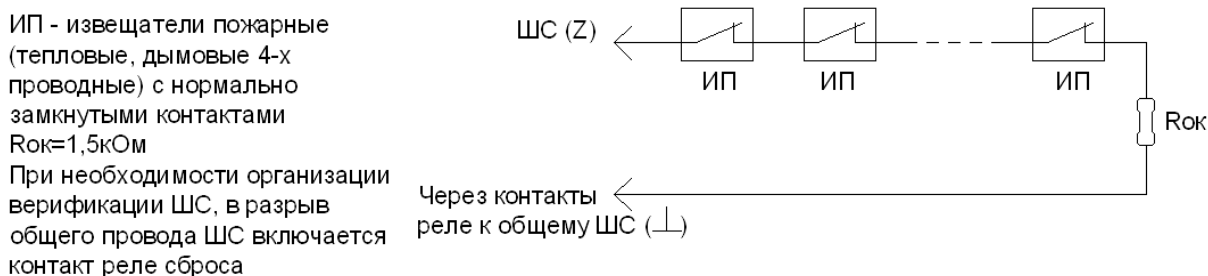 ИП - извещатели пожарные
(тепловые, дымовые 4-х
проводные) с нормально
замкнутыми контактами
Rок=1,5кОм
При необходимости организации
верификации ШС, в разрыв
общего провода ШС включается
контакт реле сброса
ШС (Z)
ИП
ИП
ИП
Rок
Через контакты
реле к общему ШС (⊥)